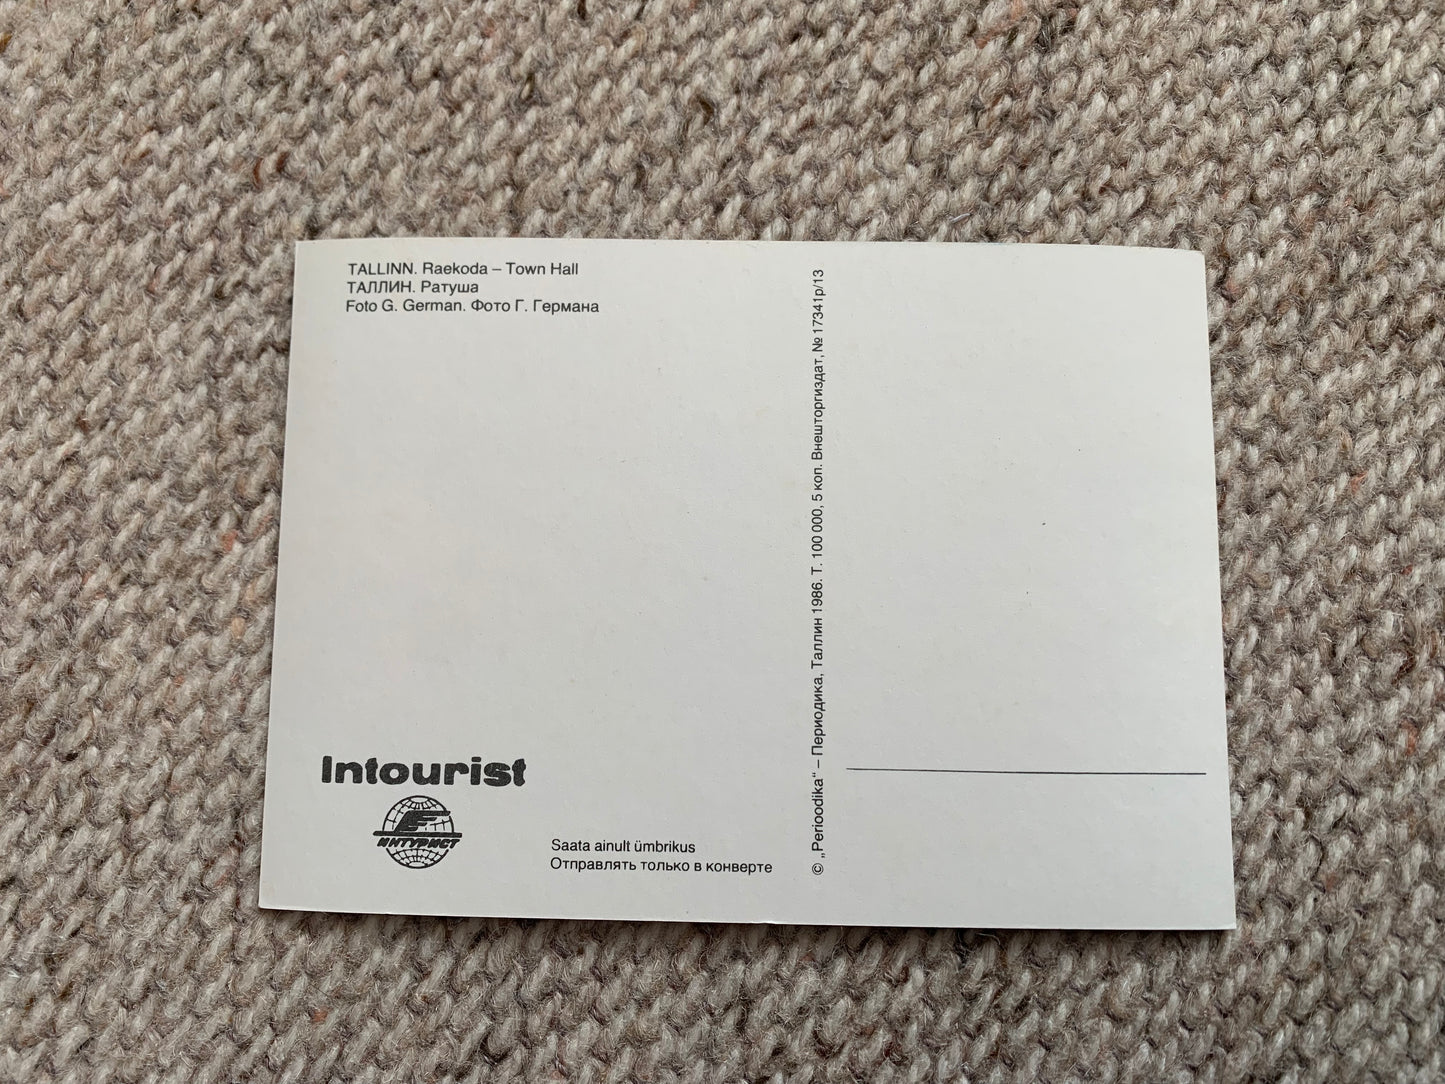 TALLINN. Raekoda – Town Hall
ТАЛЛИН. Ратуша
Foto G. German. Фото Г. Германа
Intourist
ИНТУРИСТ
Saata ainult ümbrikus
Отправлять только в конверте
© „Perioodika“ – Периодика, Таллин 1986. Т. 100 000, 5 коп. Внешторгиздат, № 17341р/13